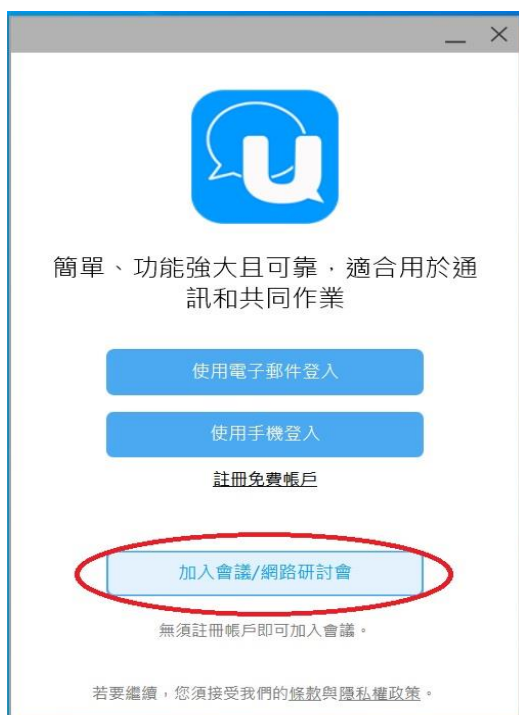 U
簡單、功能強大且可靠，適合用於通
訊和共同作業
使用電子郵件登入
使用手機登入
註冊免費帳戶
加入會議/網路研討會
無須註冊帳戶即可加入會議。
若要繼續，您須接受我們的條款與隱私權政策。